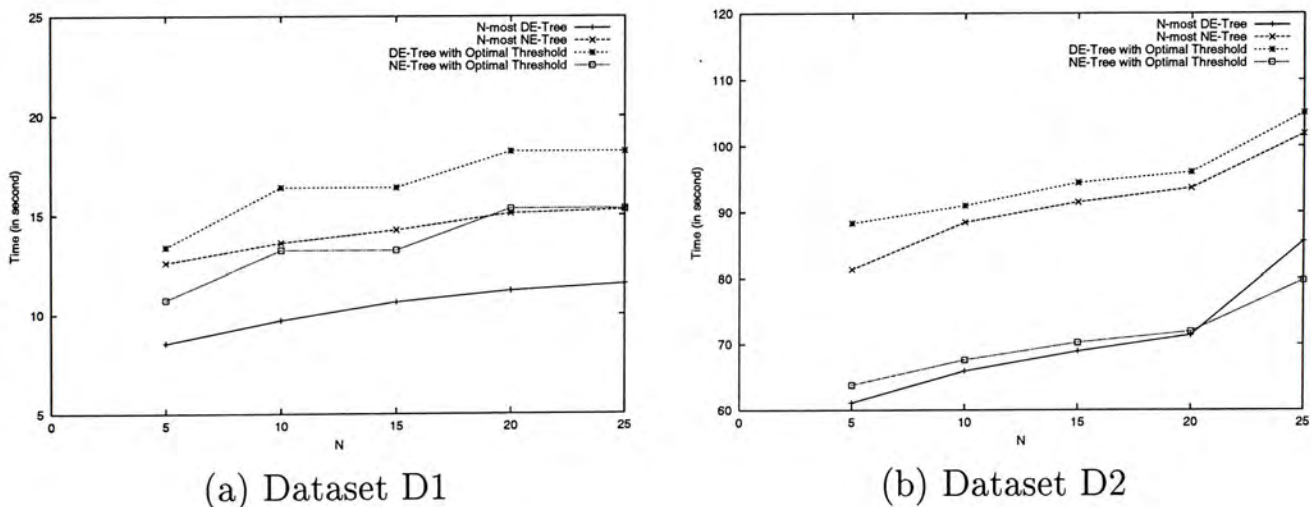 25
20
15
10
5
0
5
10
15
20
25
Time (in second)
N
N-most DE-Tree
N-most NE-Tree
DE-Tree with Optimal Threshold
NE-Tree with Optimal Threshold
(a) Dataset D1
120
110
100
90
80
70
60
0
5
10
15
20
25
Time (in second)
N
N-most DE-Tree
N-most NE-Tree
DE-Tree with Optimal Threshold
NE-Tree with Optimal Threshold
(b) Dataset D2